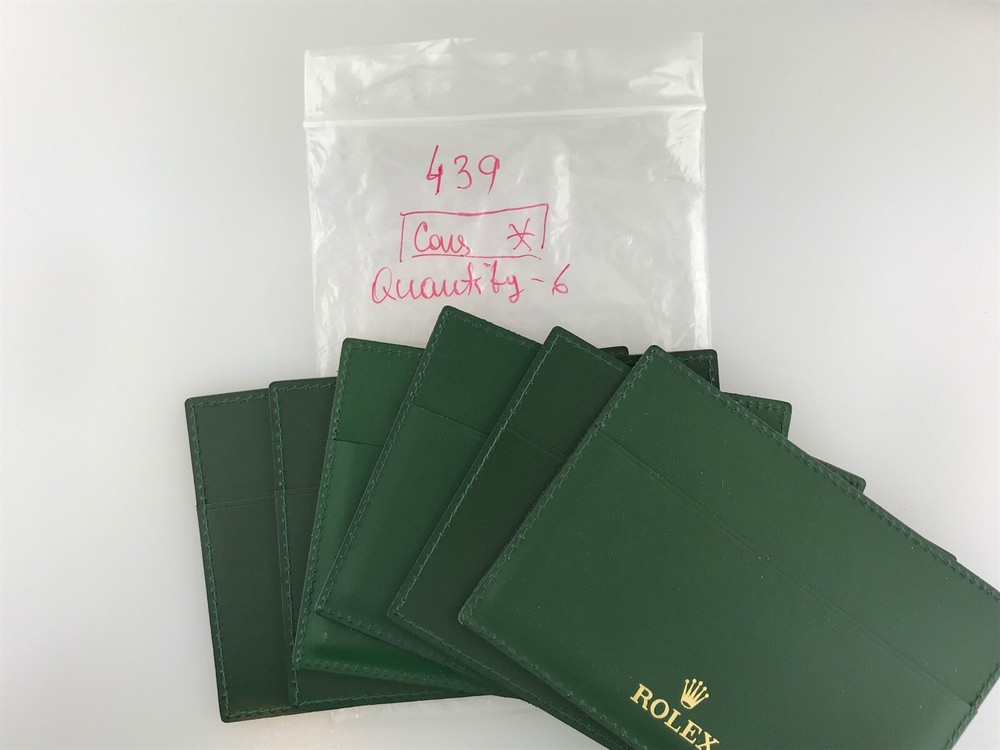 439
Cons *
Quantity - 6
ROLEX